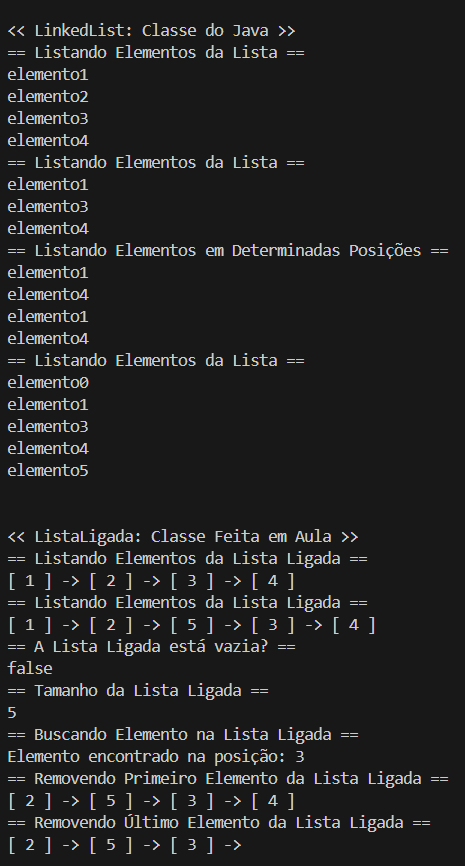 << LinkedList: Classe do Java >>
== Listando Elementos da Lista ==
elemento1
elemento2
elemento3
elemento4
== Listando Elementos da Lista ==
elemento1
elemento3
elemento4
== Listando Elementos em Determinadas Posições ==
elemento1
elemento4
elemento1
elemento4
== Listando Elementos da Lista ==
elemento0
elemento1
elemento3
elemento4
elemento5
<< ListaLigada: Classe Feita em Aula >>
== Listando Elementos da Lista Ligada ==
[ 1 ] -> [ 2 ] -> [ 3 ] -> [ 4 ]
== Listando Elementos da Lista Ligada ==
[ 1 ] -> [ 2 ] -> [ 5 ] -> [ 3 ] -> [ 4 ]
== A Lista Ligada está vazia? ==
false
== Tamanho da Lista Ligada ==
5
== Buscando Elemento na Lista Ligada ==
Elemento encontrado na posição: 3
== Removendo Primeiro Elemento da Lista Ligada ==
[ 2 ] -> [ 5 ] -> [ 3 ] -> [ 4 ]
== Removendo Último Elemento da Lista Ligada ==
[ 2 ] -> [ 5 ] -> [ 3 ] ->